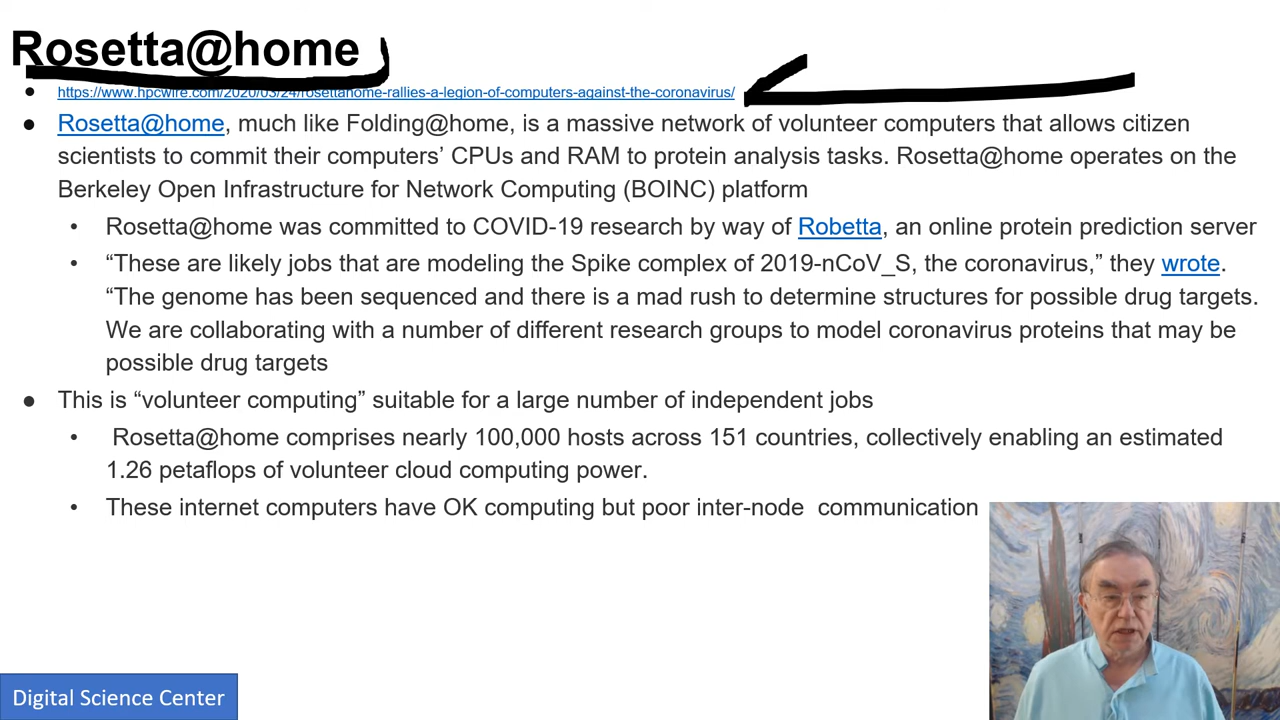 Rosetta@home
● https://www.hpcwire.com/2020/03/24/rosettahome-rallies-a-legion-of-computers-against-the-coronavirus/
● Rosetta@home, much like Folding@home, is a massive network of volunteer computers that allows citizen
scientists to commit their computers’ CPUs and RAM to protein analysis tasks. Rosetta@home operates on the
Berkeley Open Infrastructure for Network Computing (BOINC) platform
• Rosetta@home was committed to COVID-19 research by way of Robetta, an online protein prediction server
• “These are likely jobs that are modeling the Spike complex of 2019-nCoV_S, the coronavirus,” they wrote.
“The genome has been sequenced and there is a mad rush to determine structures for possible drug targets.
We are collaborating with a number of different research groups to model coronavirus proteins that may be
possible drug targets
● This is “volunteer computing” suitable for a large number of independent jobs
• Rosetta@home comprises nearly 100,000 hosts across 151 countries, collectively enabling an estimated
1.26 petaflops of volunteer cloud computing power.
• These internet computers have OK computing but poor inter-node communication
Digital Science Center